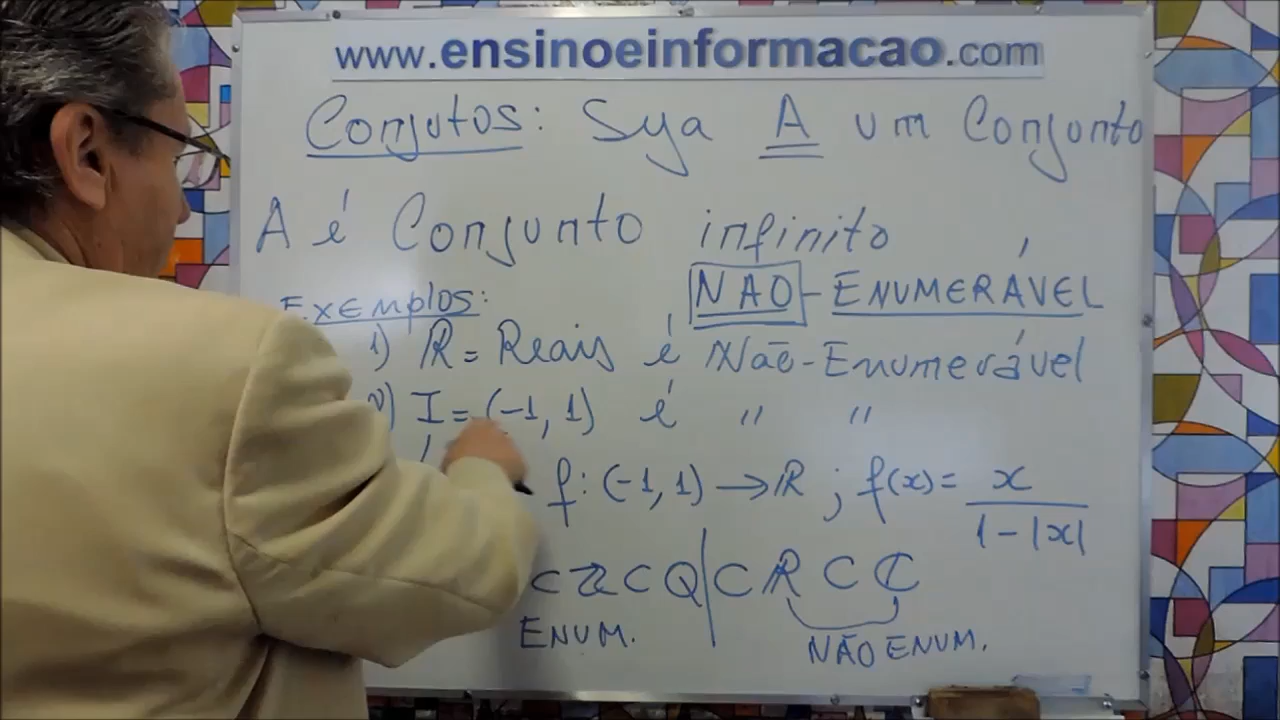 www.ensinoeinformacao.com
Conjutos: Seja A um Conjunto
A é Conjunto infinito
NAO-ENUMERÁVEL
Exemplos:
1) R = Reais é Não-Enumerável
2) I = (-1, 1) é " "
f: (-1, 1) → R ; f(x) = x / 1-|x|
⊂ Z ⊂ Q | ⊂ R ⊂ C
ENUM. NÃO ENUM.